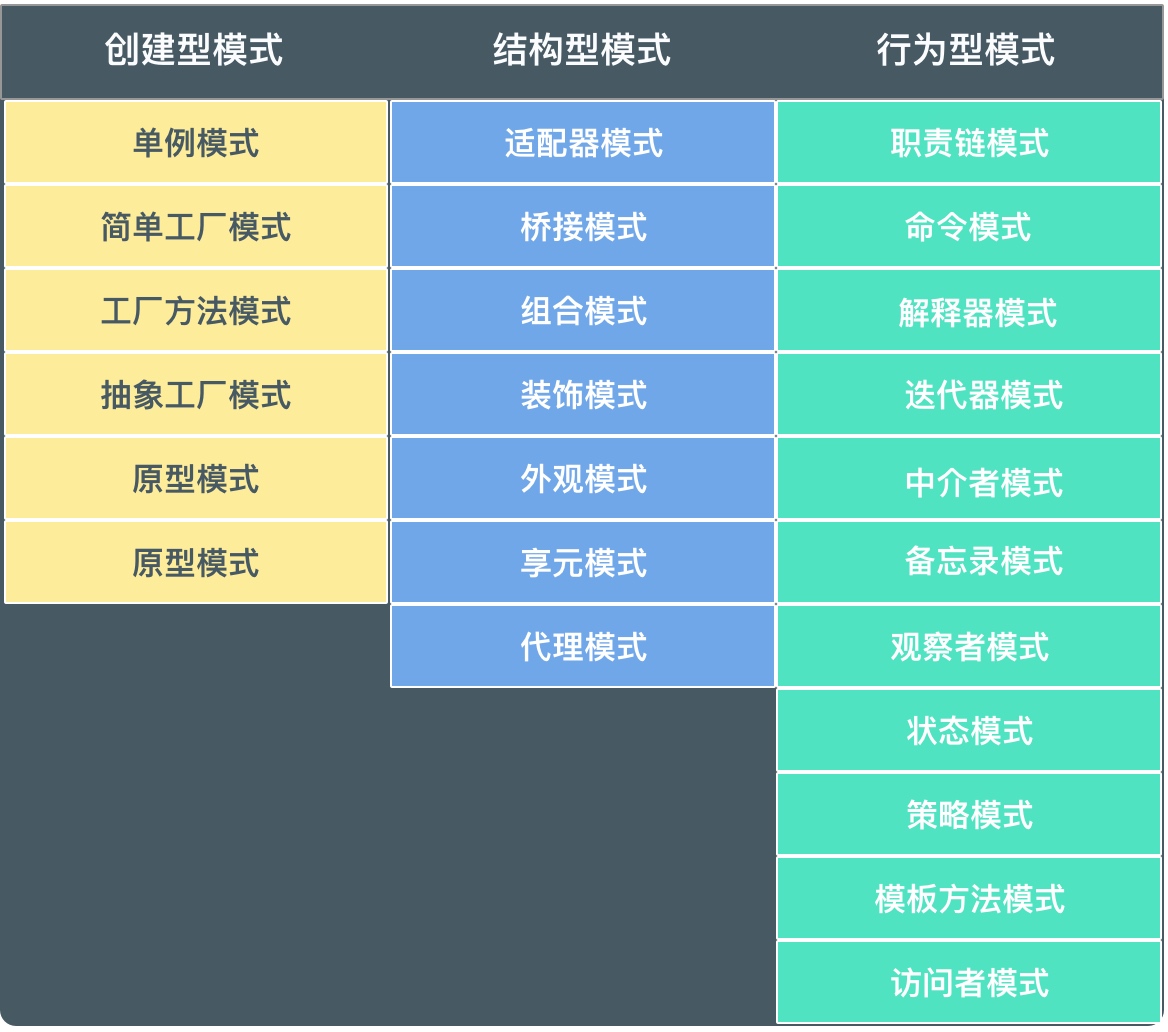 创建型模式 结构型模式 行为型模式
单例模式 适配器模式 职责链模式
简单工厂模式 桥接模式 命令模式
工厂方法模式 组合模式 解释器模式
抽象工厂模式 装饰模式 迭代器模式
原型模式 外观模式 中介者模式
原型模式 享元模式 备忘录模式
代理模式 观察者模式
状态模式
策略模式
模板方法模式
访问者模式